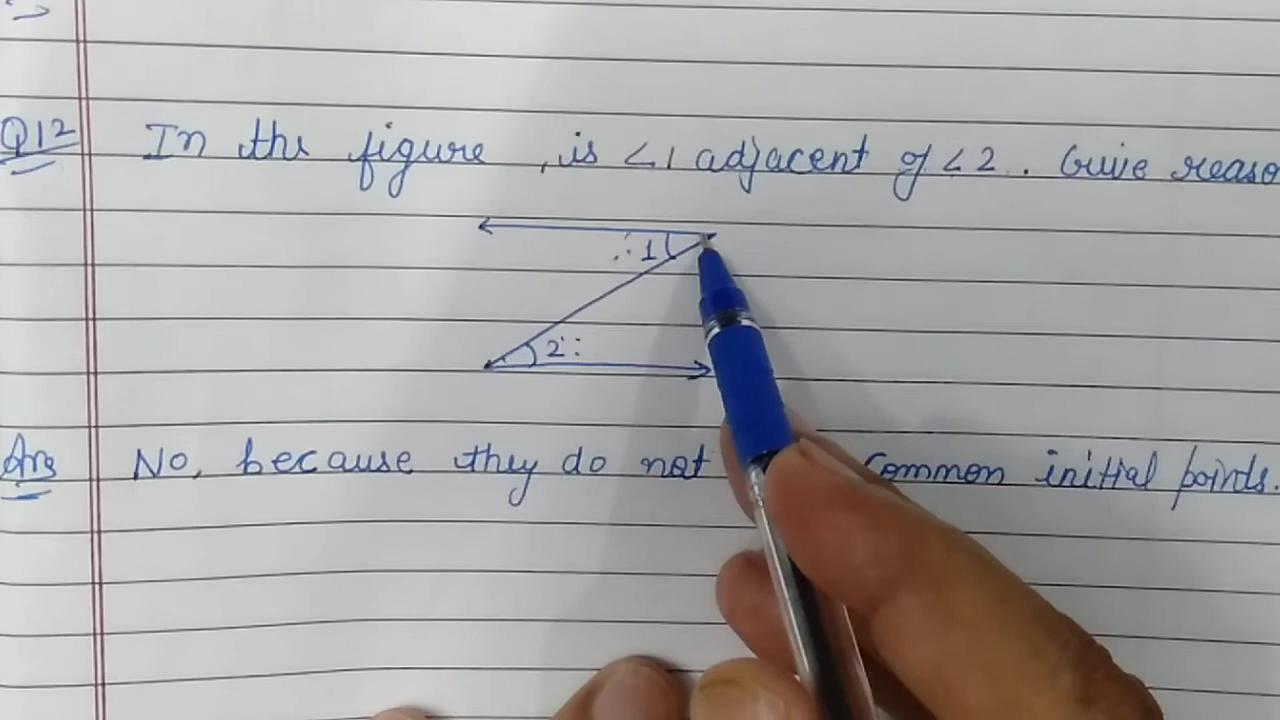 Q12 In the figure, is ∠1 adjacent of ∠2. Give reaso
∴ 1
2 :
Ans No, because they do not common initial points.